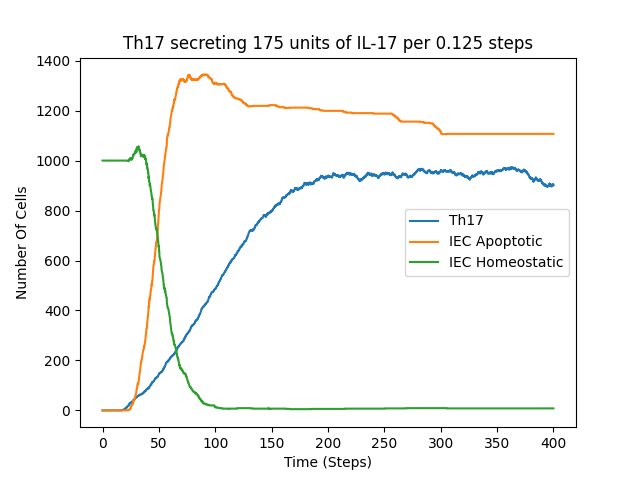 Th17 secreting 175 units of IL-17 per 0.125 steps
1400
1200
1000
800
600
400
200
0
Number Of Cells
Th17
IEC Apoptotic
IEC Homeostatic
0 50 100 150 200 250 300 350 400
Time (Steps)